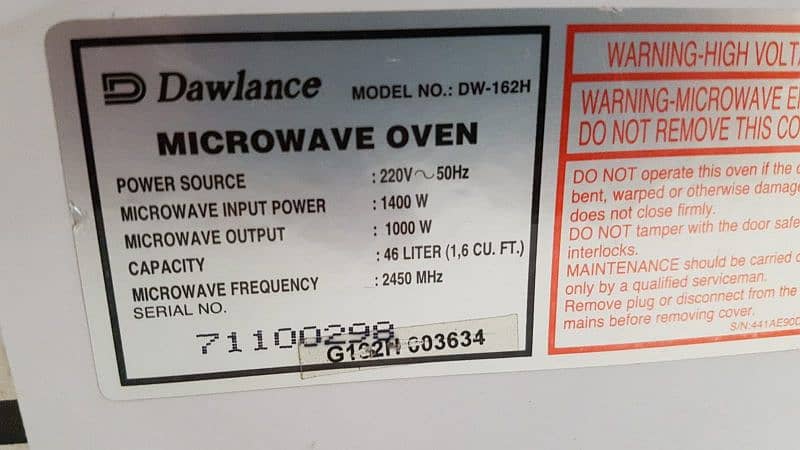 Dawlance MODEL NO.: DW-162H
MICROWAVE OVEN
POWER SOURCE : 220V~50Hz
MICROWAVE INPUT POWER : 1400 W
MICROWAVE OUTPUT : 1000 W
CAPACITY : 46 LITER (1,6 CU. FT.)
MICROWAVE FREQUENCY : 2450 MHz
SERIAL NO.
71100298
003634
WARNING-HIGH
WARNING-MICROWAVE
DO NOT REMOVE THIS
DO NOT operate this oven if the
bent, warped or otherwise
does not close firmly.
DO NOT tamper with the door
interlocks.
MAINTENANCE should be carried
only by a qualified serviceman.
Remove plug or disconnect from the
mains before removing cover.
S/N:441AE90D